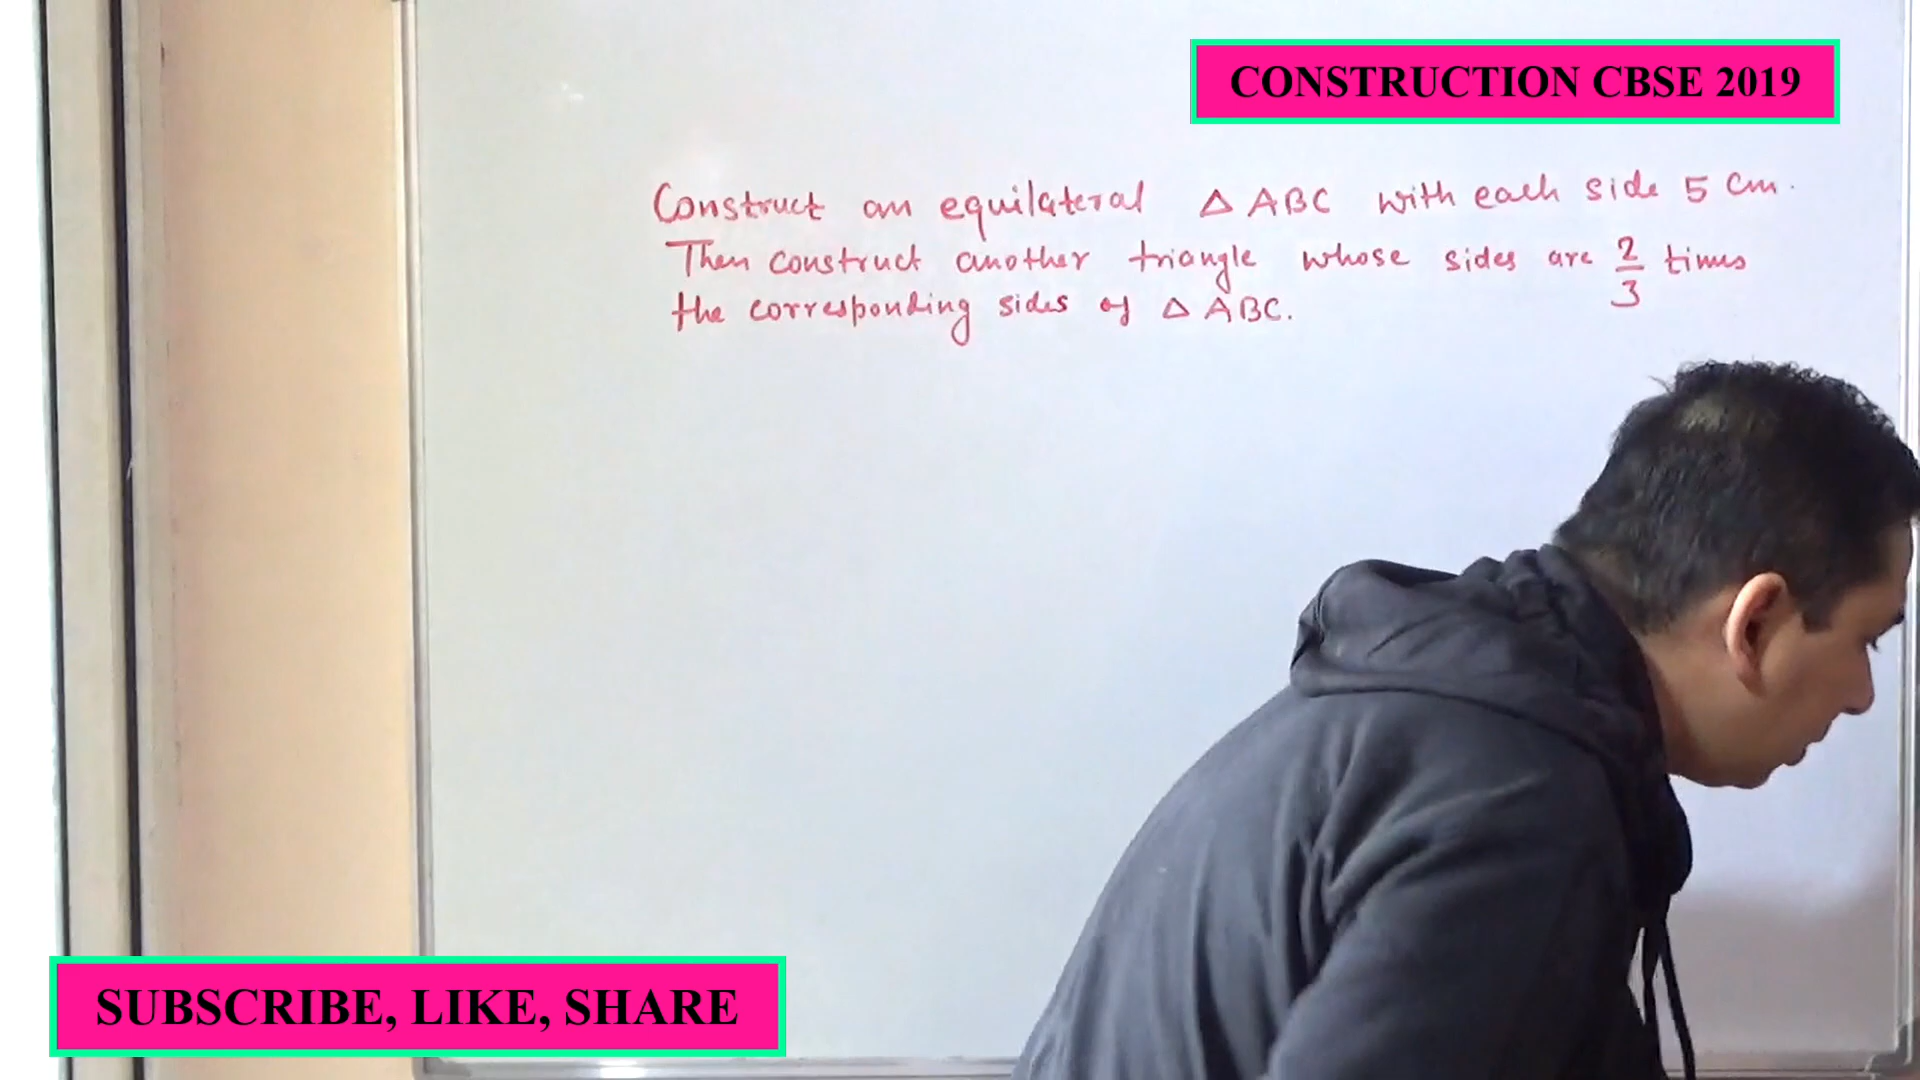 CONSTRUCTION CBSE 2019
Construct an equilateral △ ABC with each side 5 cm.
Then construct another triangle whose sides are 2/3 times
the corresponding sides of △ ABC.
SUBSCRIBE, LIKE, SHARE